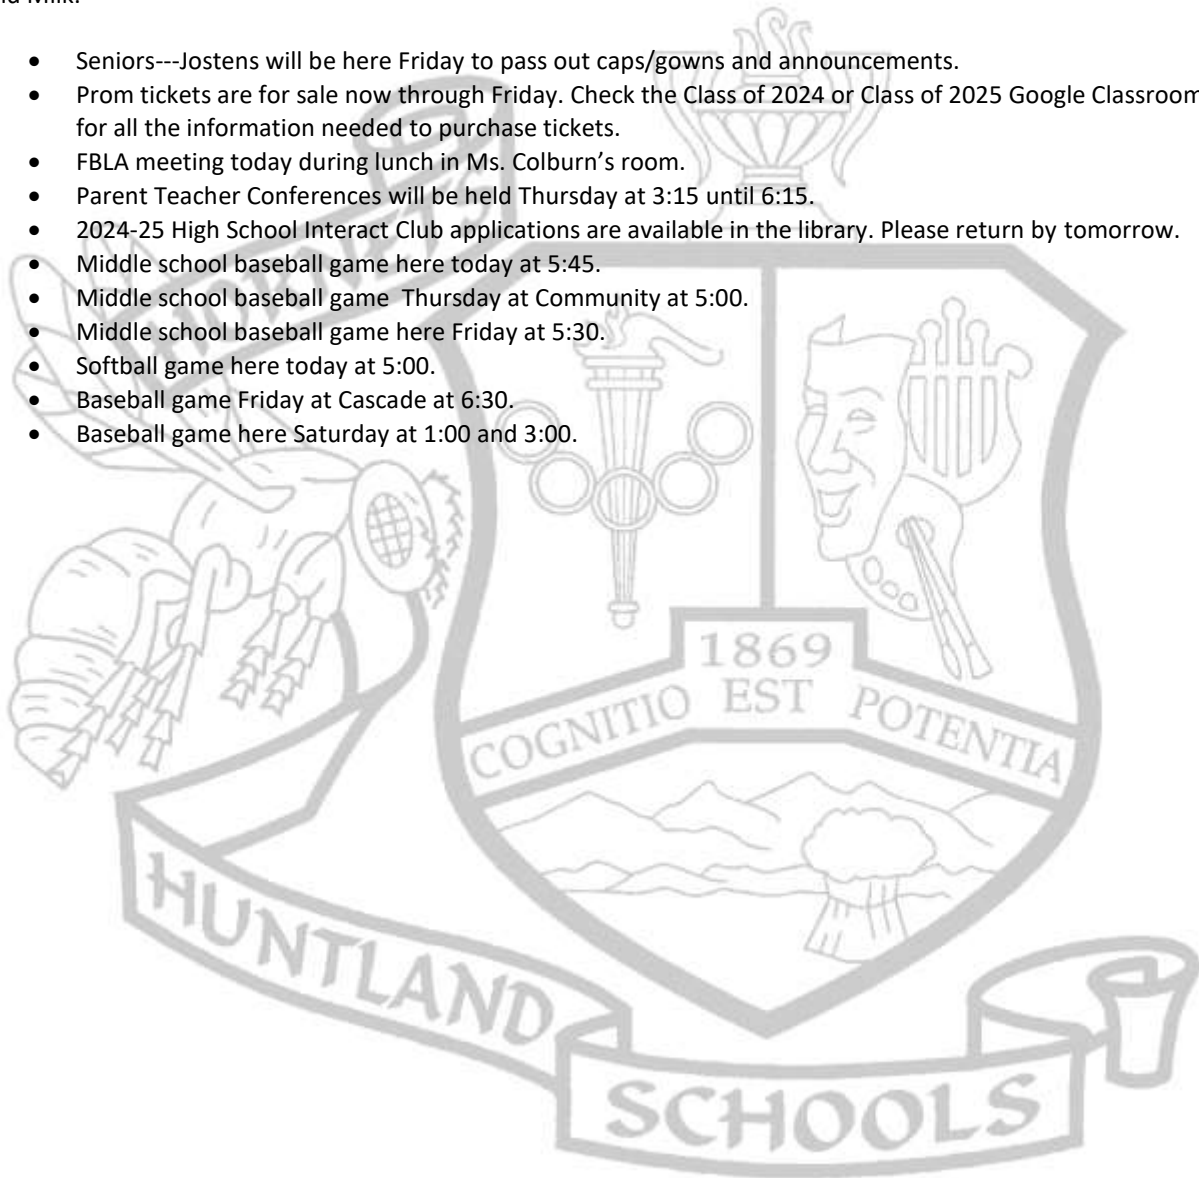 Milk.
• Seniors---Jostens will be here Friday to pass out caps/gowns and announcements.
• Prom tickets are for sale now through Friday. Check the Class of 2024 or Class of 2025 Google Classroom
for all the information needed to purchase tickets.
• FBLA meeting today during lunch in Ms. Colburn’s room.
• Parent Teacher Conferences will be held Thursday at 3:15 until 6:15.
• 2024-25 High School Interact Club applications are available in the library. Please return by tomorrow.
• Middle school baseball game here today at 5:45.
• Middle school baseball game  Thursday at Community at 5:00.
• Middle school baseball game here Friday at 5:30.
• Softball game here today at 5:00.
• Baseball game Friday at Cascade at 6:30.
• Baseball game here Saturday at 1:00 and 3:00.
HORNETS
1869
COGNITIO EST POTENTIA
HUNTLAND
SCHOOLS